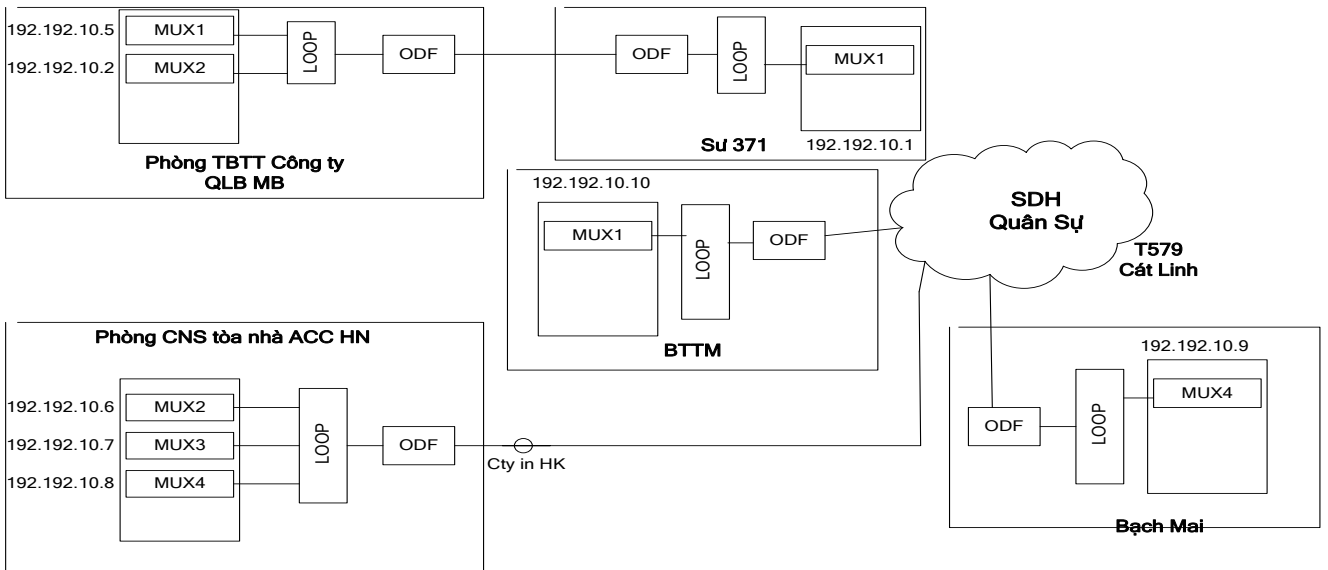 192.192.10.5
MUX1
192.192.10.2
MUX2
LOOP
ODF
Phòng TBTT Công ty
QLB MB
ODF
LOOP
MUX1
Sư 371
192.192.10.1
192.192.10.10
MUX1
LOOP
ODF
BTTM
SDH
Quân Sự
T579
Cát Linh
Phòng CNS tòa nhà ACC HN
192.192.10.6
MUX2
192.192.10.7
MUX3
192.192.10.8
MUX4
LOOP
ODF
Cty in HK
192.192.10.9
MUX4
ODF
LOOP
Bạch Mai